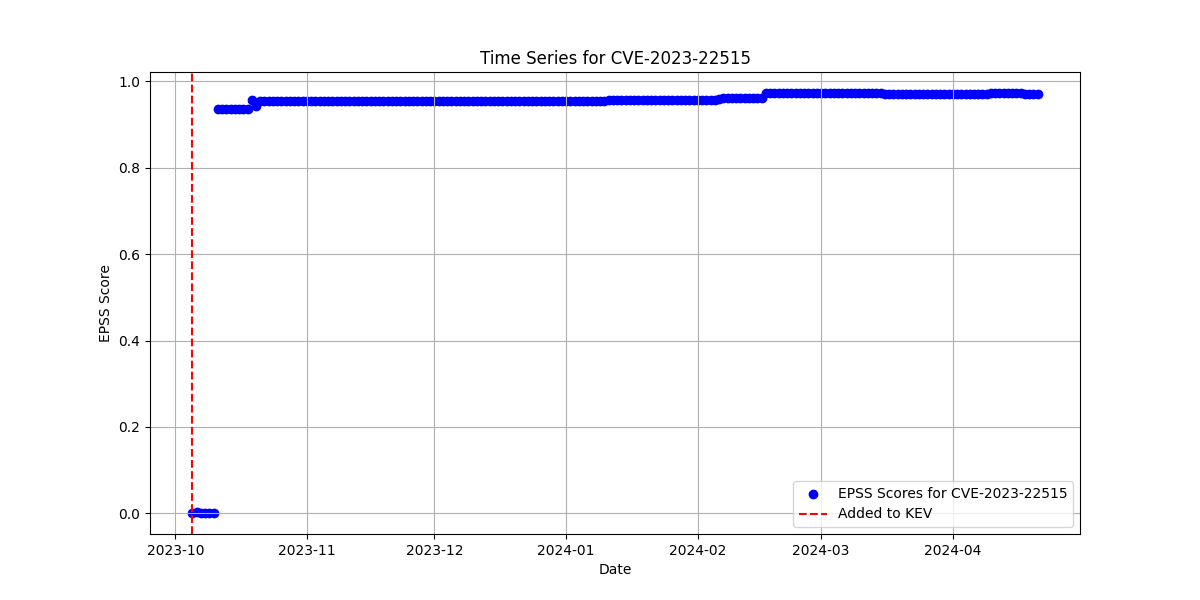 Time Series for CVE-2023-22515
EPSS Score
1.0
0.8
0.6
0.4
0.2
0.0
EPSS Scores for CVE-2023-22515
Added to KEV
2023-10
2023-11
2023-12
2024-01
2024-02
2024-03
2024-04
Date